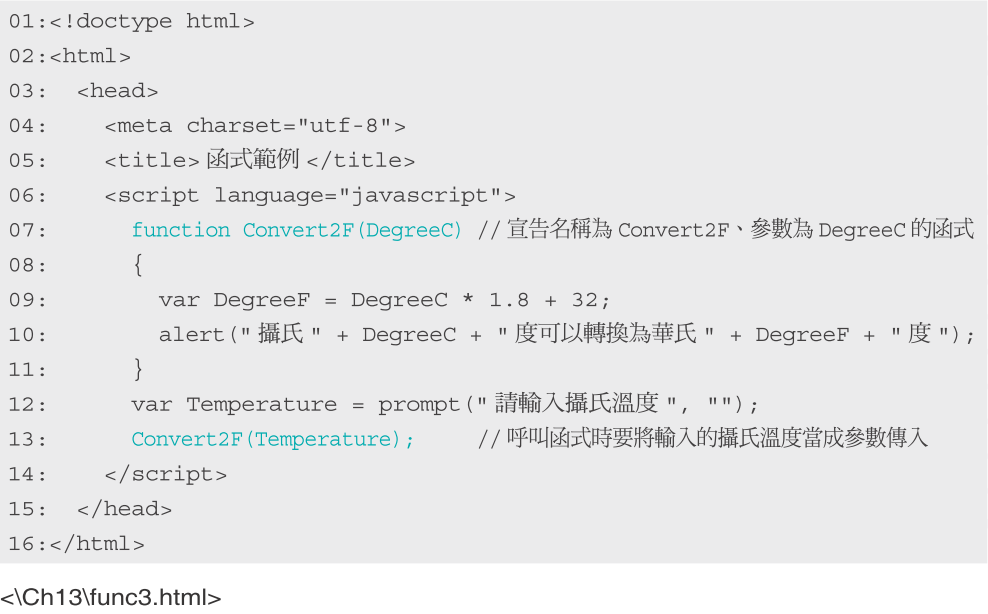 01:<!doctype html>
02:<html>
03:  <head>
04:    <meta charset="utf-8">
05:    <title>函式範例</title>
06:    <script language="javascript">
07:      function Convert2F(DegreeC) //宣告名稱為 Convert2F、參數為 DegreeC 的函式
08:      {
09:        var DegreeF = DegreeC * 1.8 + 32;
10:        alert("攝氏" + DegreeC + "度可以轉換為華氏" + DegreeF + "度");
11:      }
12:      var Temperature = prompt("請輸入攝氏溫度", "");
13:      Convert2F(Temperature);     //呼叫函式時要將輸入的攝氏溫度當成參數傳入
14:    </script>
15:  </head>
16:</html>
<\Ch13\func3.html>